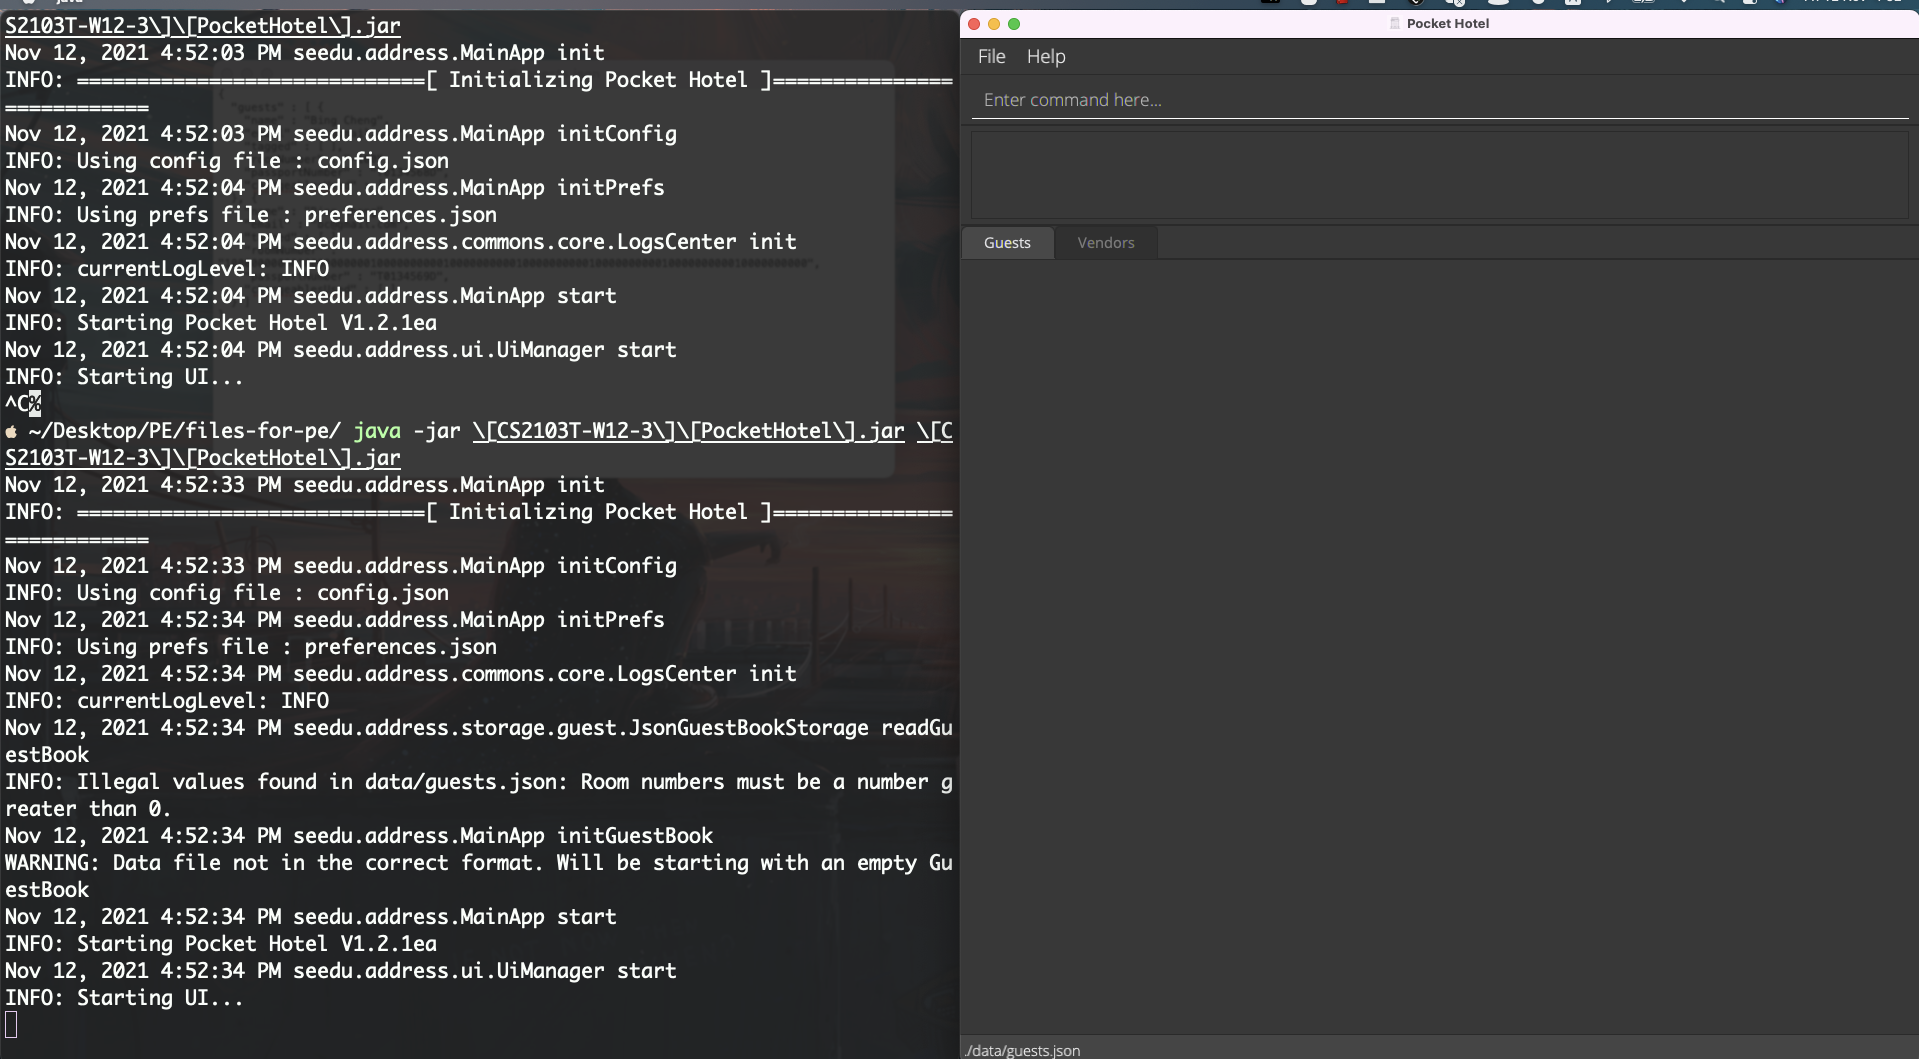 S2103T-W12-3\]\[PocketHotel\].jar
Nov 12, 2021 4:52:03 PM seedu.address.MainApp init
INFO: =============================[ Initializing Pocket Hotel ]===============
============
Nov 12, 2021 4:52:03 PM seedu.address.MainApp initConfig
INFO: Using config file : config.json
Nov 12, 2021 4:52:04 PM seedu.address.MainApp initPrefs
INFO: Using prefs file : preferences.json
Nov 12, 2021 4:52:04 PM seedu.address.commons.core.LogsCenter init
INFO: currentLogLevel: INFO
Nov 12, 2021 4:52:04 PM seedu.address.MainApp start
INFO: Starting Pocket Hotel V1.2.1ea
Nov 12, 2021 4:52:04 PM seedu.address.ui.UiManager start
INFO: Starting UI...
^C%
~/Desktop/PE/files-for-pe/ java -jar \[CS2103T-W12-3\]\[PocketHotel\].jar \[C
S2103T-W12-3\]\[PocketHotel\].jar
Nov 12, 2021 4:52:33 PM seedu.address.MainApp init
INFO: =============================[ Initializing Pocket Hotel ]===============
============
Nov 12, 2021 4:52:33 PM seedu.address.MainApp initConfig
INFO: Using config file : config.json
Nov 12, 2021 4:52:34 PM seedu.address.MainApp initPrefs
INFO: Using prefs file : preferences.json
Nov 12, 2021 4:52:34 PM seedu.address.commons.core.LogsCenter init
INFO: currentLogLevel: INFO
Nov 12, 2021 4:52:34 PM seedu.address.storage.guest.JsonGuestBookStorage readGu
estBook
INFO: Illegal values found in data/guests.json: Room numbers must be a number g
reater than 0.
Nov 12, 2021 4:52:34 PM seedu.address.MainApp initGuestBook
WARNING: Data file not in the correct format. Will be starting with an empty Gu
estBook
Nov 12, 2021 4:52:34 PM seedu.address.MainApp start
INFO: Starting Pocket Hotel V1.2.1ea
Nov 12, 2021 4:52:34 PM seedu.address.ui.UiManager start
INFO: Starting UI...
Pocket Hotel
File Help
Enter command here...
Guests Vendors
./data/guests.json